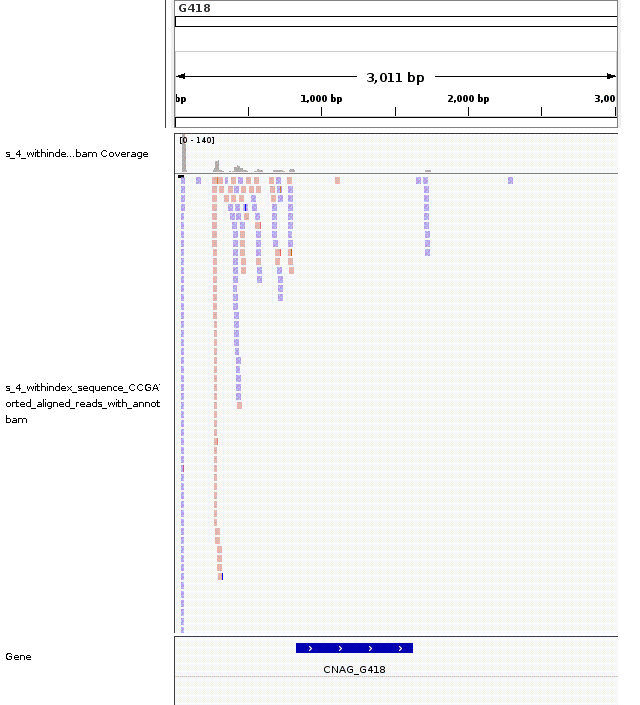 G418
3,011 bp
bp 1,000 bp 2,000 bp 3,00
[0 - 140]
s_4_withinde...bam Coverage
s_4_withindex_sequence_CCGA
orted_aligned_reads_with_annot
bam
Gene
CNAG_G418